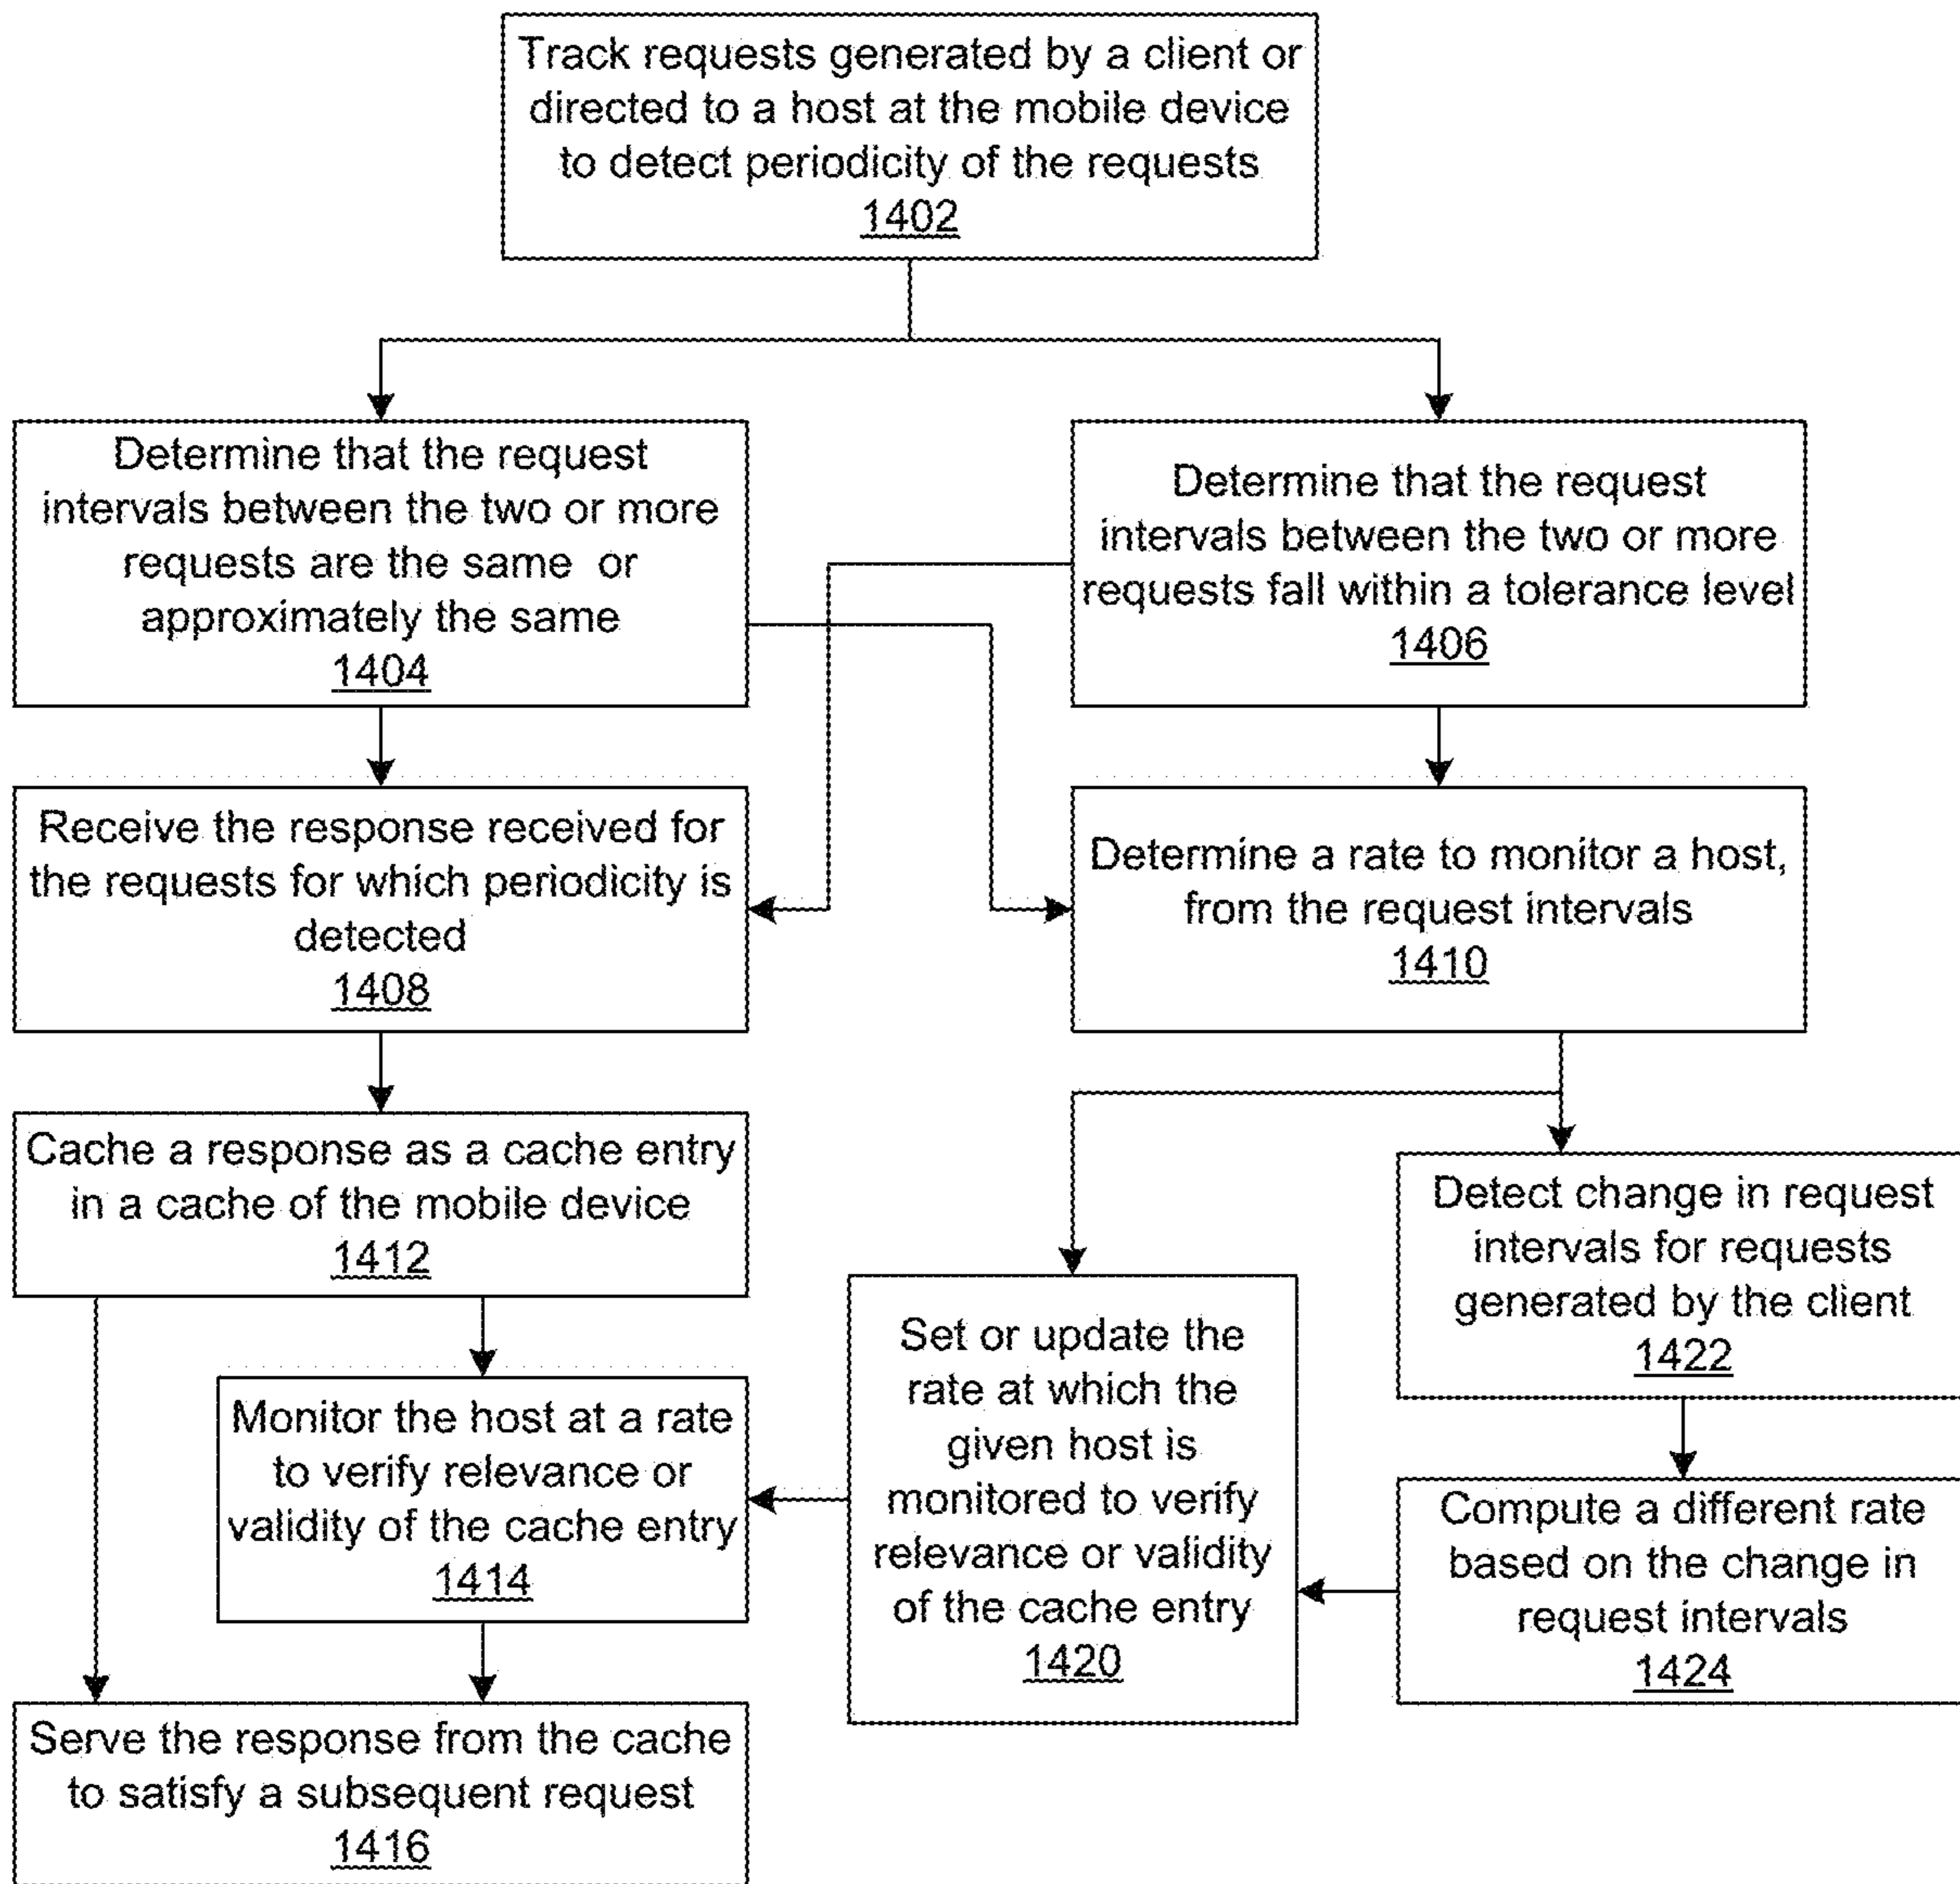 Track requests generated by a client or
directed to a host at the mobile device
to detect periodicity of the requests
1402
Determine that the request
intervals between the two or more
requests are the same or
approximately the same
1404
Determine that the request
intervals between the two or more
requests fall within a tolerance level
1406
Receive the response received for
the requests for which periodicity is
detected
1408
Determine a rate to monitor a host,
from the request intervals
1410
Cache a response as a cache entry
in a cache of the mobile device
1412
Detect change in request
intervals for requests
generated by the client
1422
Monitor the host at a rate
to verify relevance or
validity of the cache entry
1414
Set or update the
rate at which the
given host is
monitored to verify
relevance or validity
of the cache entry
1420
Compute a different rate
based on the change in
request intervals
1424
Serve the response from the cache
to satisfy a subsequent request
1416